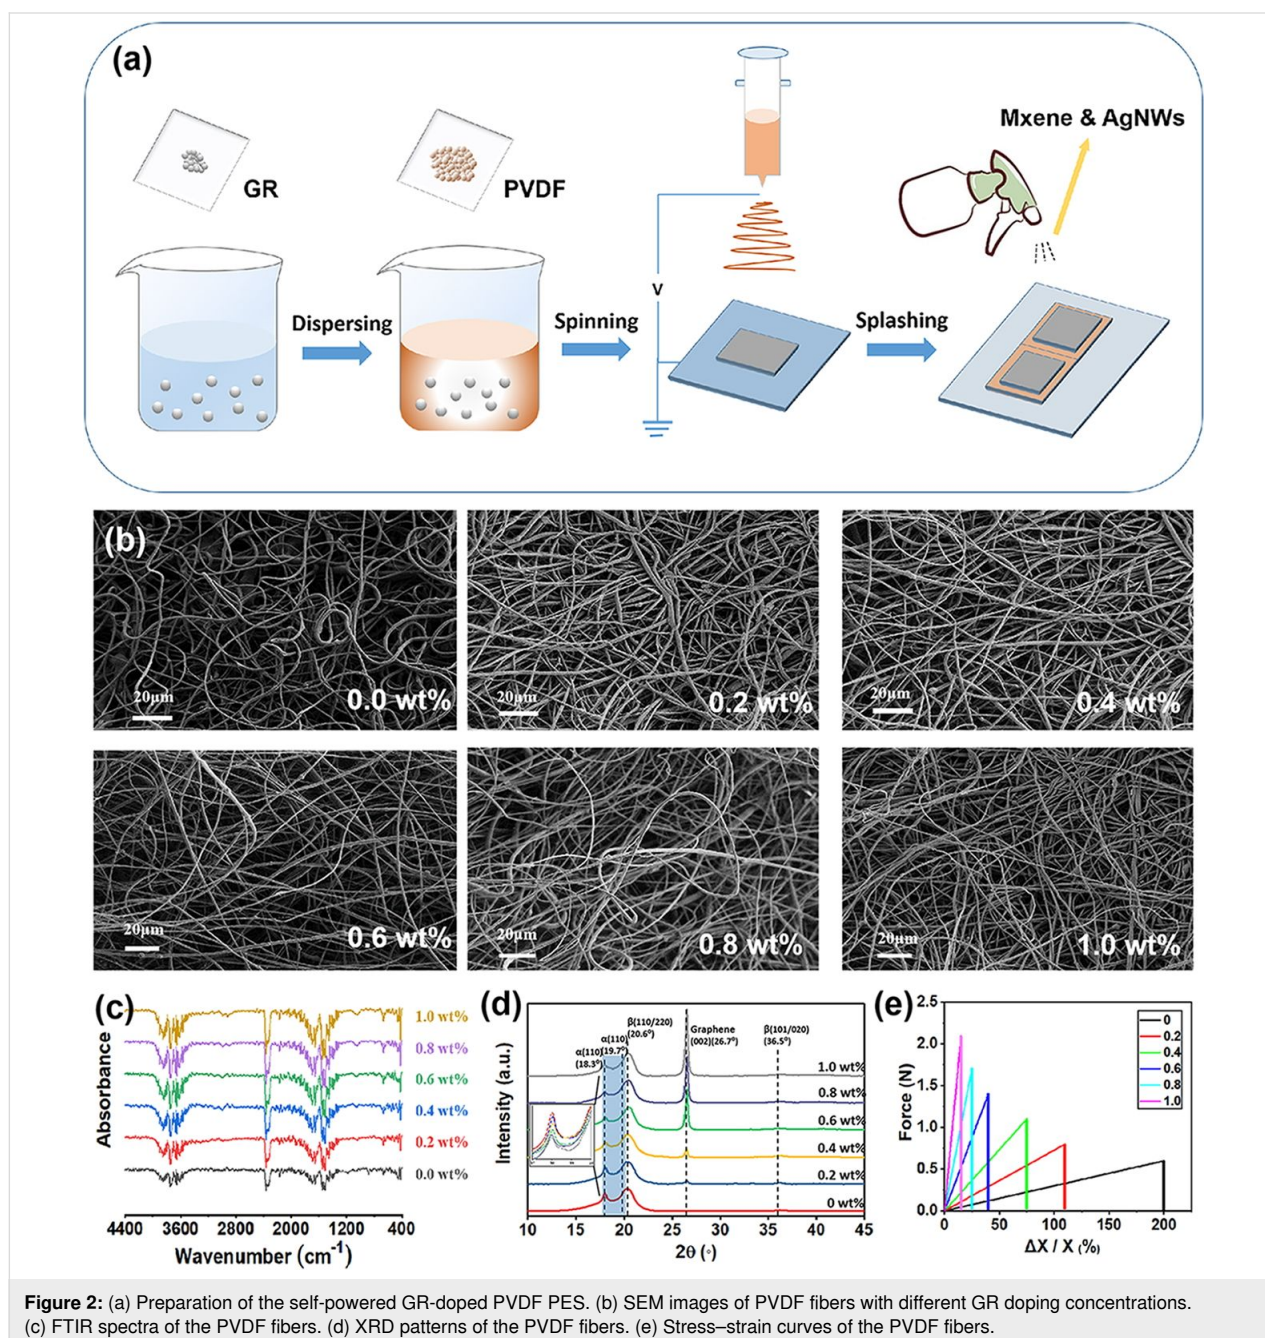 (a)
Mxene & AgNWs
GR
PVDF
Dispersing
Spinning
V
Splashing
(b)
20μm
0.0 wt%
20μm
0.2 wt%
20μm
0.4 wt%
20μm
0.6 wt%
20μm
0.8 wt%
20μm
1.0 wt%
(c)
Absorbance
1.0 wt%
0.8 wt%
0.6 wt%
0.4 wt%
0.2 wt%
0.0 wt%
4400 3600 2800 2000 1200 400
Wavenumber (cm⁻¹)
(d)
Intensity (a.u.)
α(110)
(18.3⁰)
α(110)
(19.7⁰)
β(110/220)
(20.6⁰)
Graphene
(002)(26.7⁰)
β(101/020)
(36.5⁰)
1.0 wt%
0.8 wt%
0.6 wt%
0.4 wt%
0.2 wt%
0 wt%
10 15 20 25 30 35 40 45
2θ (◦)
(e)
Force (N)
2.5
2.0
1.5
1.0
0.5
0.0
0
0.2
0.4
0.6
0.8
1.0
0 50 100 150 200
ΔX / X (%)
Figure 2: (a) Preparation of the self-powered GR-doped PVDF PES. (b) SEM images of PVDF fibers with different GR doping concentrations.
(c) FTIR spectra of the PVDF fibers. (d) XRD patterns of the PVDF fibers. (e) Stress–strain curves of the PVDF fibers.